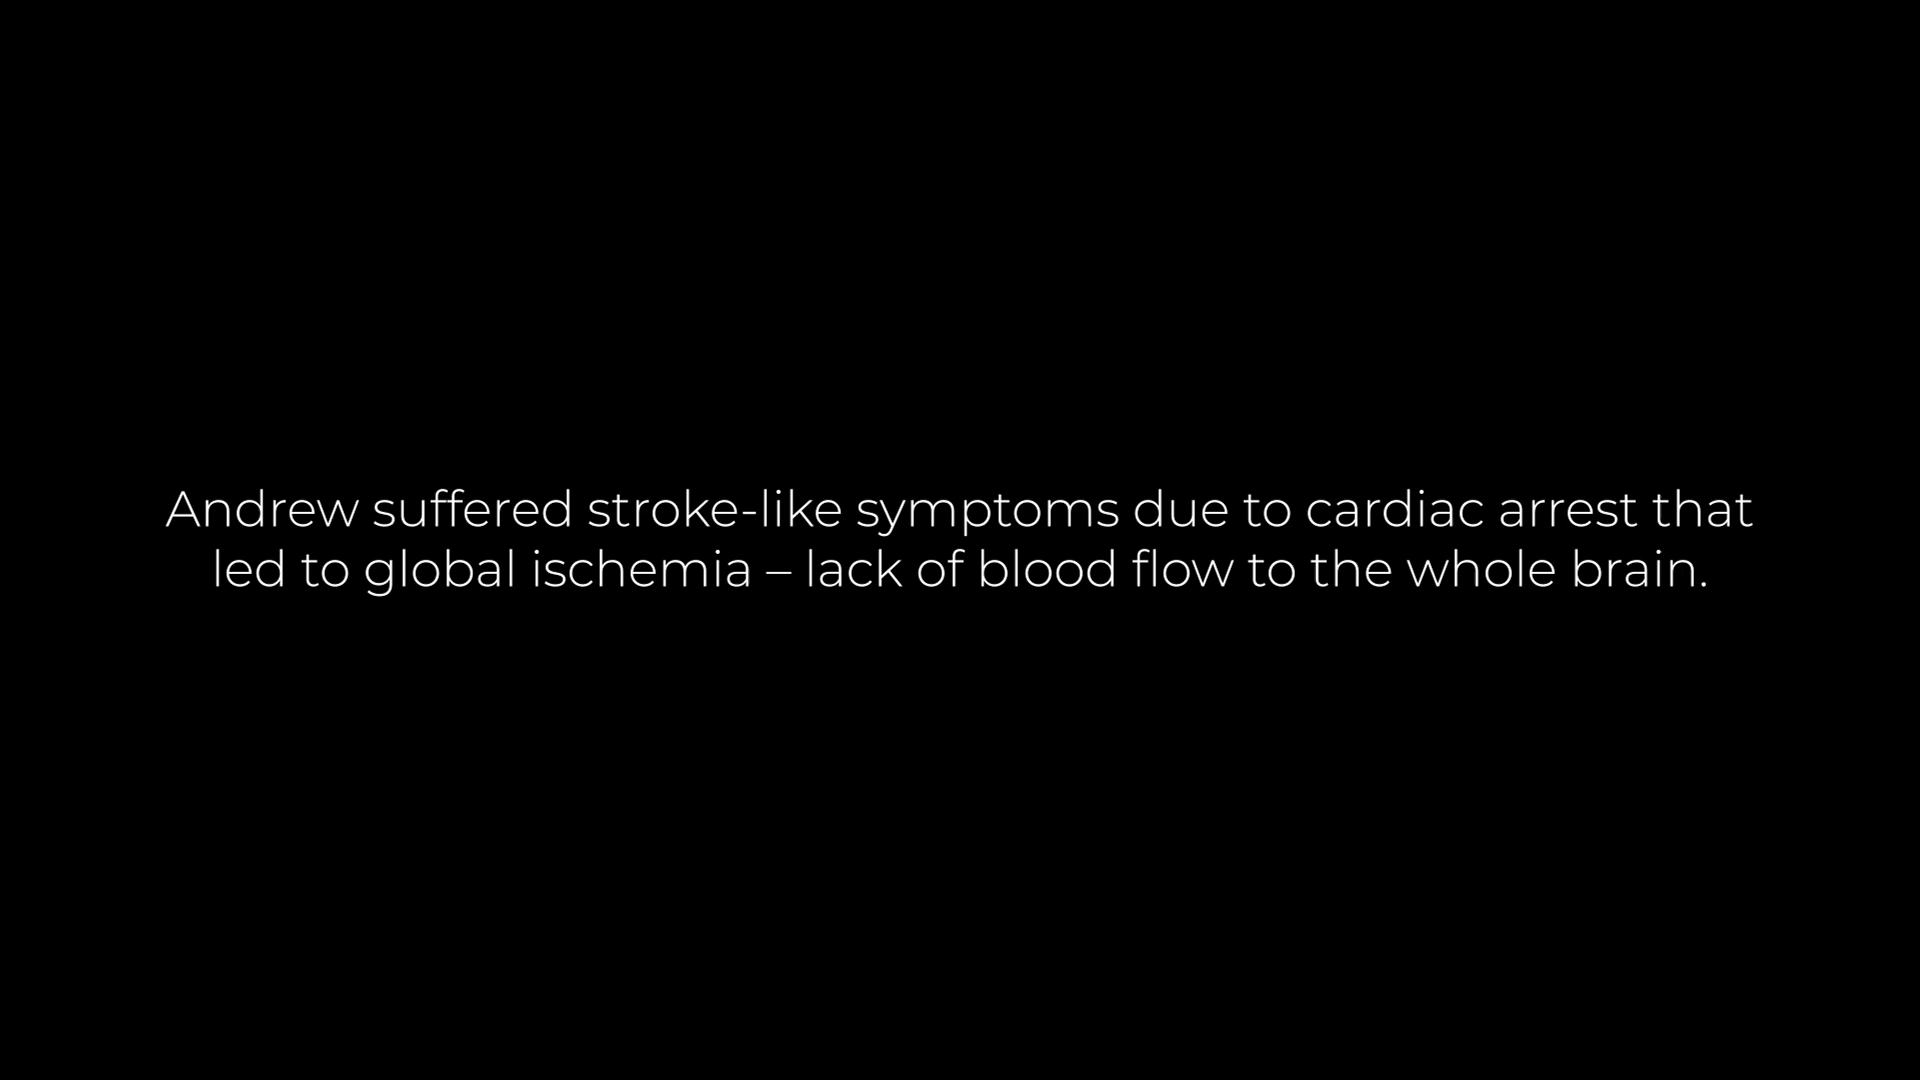 Andrew suffered stroke-like symptoms due to cardiac arrest that
led to global ischemia – lack of blood flow to the whole brain.